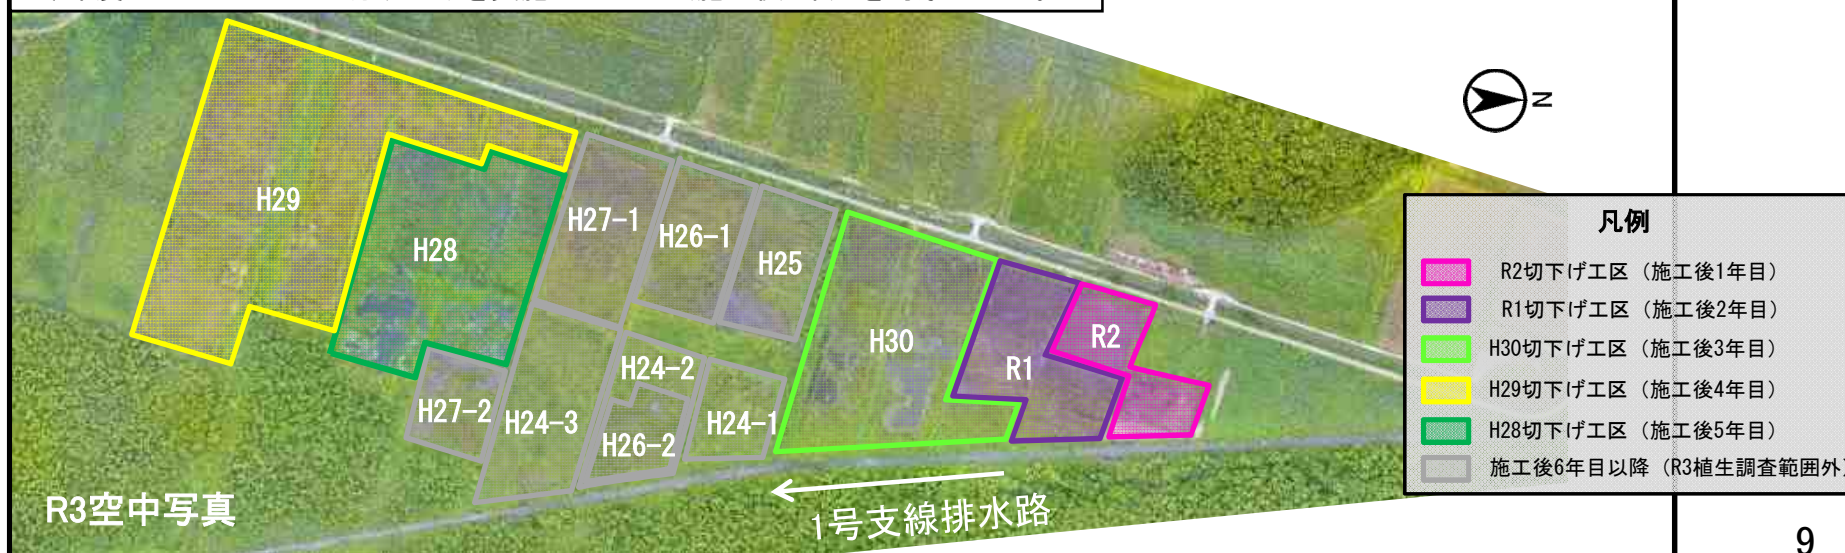 N
H29
H28
H27-1
H26-1
H25
H30
R1
R2
H27-2
H24-3
H24-2
H26-2
H24-1
R3空中写真
1号支線排水路
凡例
R2切下げ工区（施工後1年目）
R1切下げ工区（施工後2年目）
H30切下げ工区（施工後3年目）
H29切下げ工区（施工後4年目）
H28切下げ工区（施工後5年目）
施工後6年目以降（R3植生調査範囲外）
9